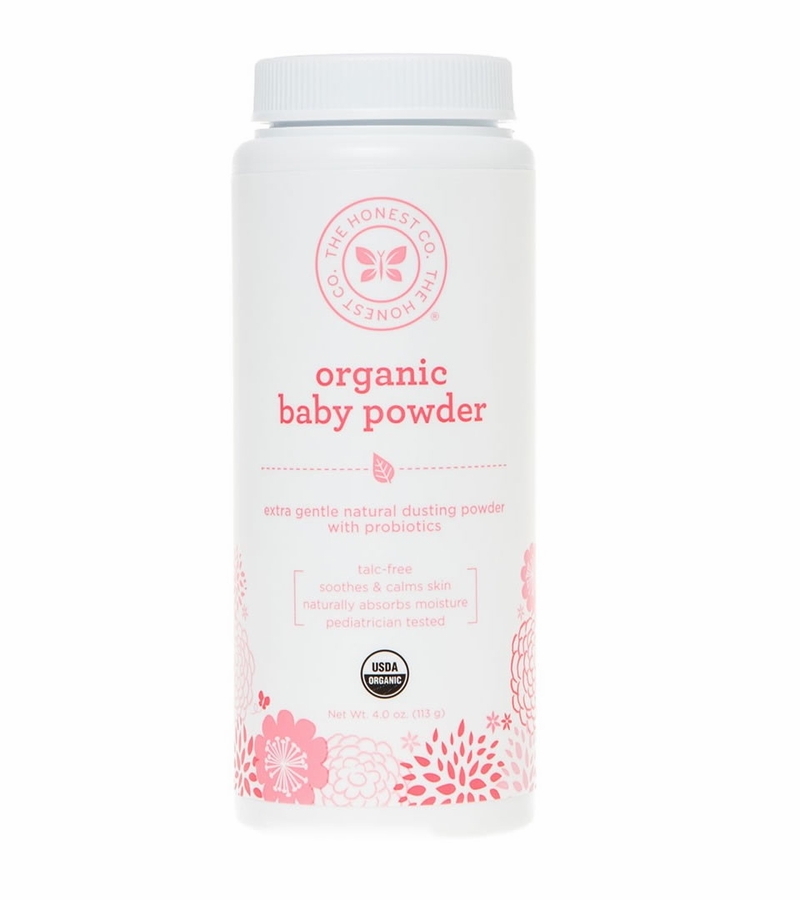 THE HONEST CO. THE HONEST CO.
®
organic
baby powder
extra gentle natural dusting powder
with probiotics
talc-free
soothes & calms skin
naturally absorbs moisture
pediatrician tested
USDA
ORGANIC
Net Wt. 4.0 oz. (113 g)